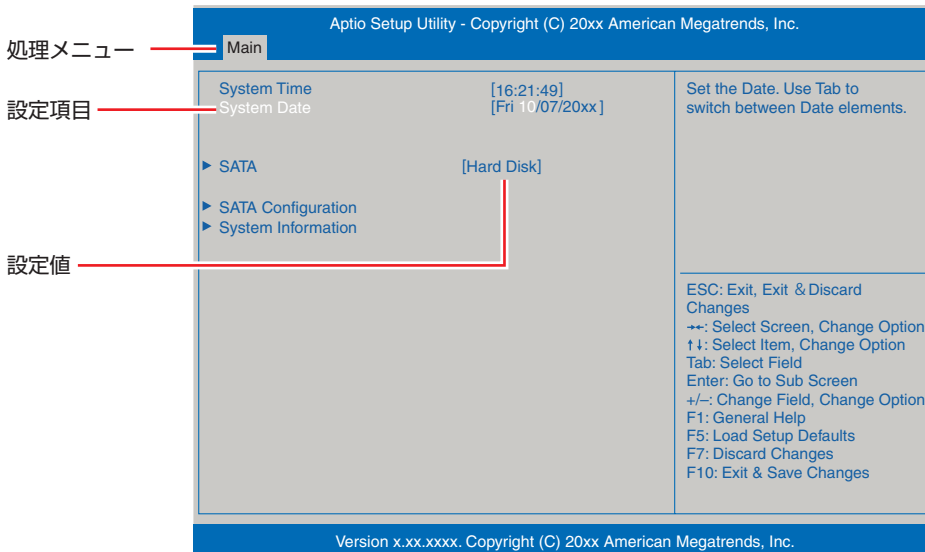 Aptio Setup Utility - Copyright (C) 20xx American Megatrends, Inc.
処理メニュー
Main
設定項目
System Time [16:21:49]
System Date [Fri 10/07/20xx]
SATA [Hard Disk]
SATA Configuration
System Information
設定値
Set the Date. Use Tab to
switch between Date elements.
ESC: Exit, Exit & Discard
Changes
→←: Select Screen, Change Option
↑↓: Select Item, Change Option
Tab: Select Field
Enter: Go to Sub Screen
+/–: Change Field, Change Option
F1: General Help
F5: Load Setup Defaults
F7: Discard Changes
F10: Exit & Save Changes
Version x.xx.xxxx. Copyright (C) 20xx American Megatrends, Inc.